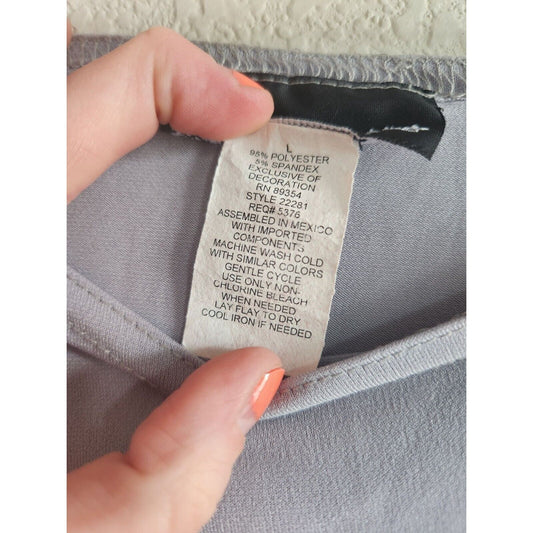 L
95% POLYESTER
5% SPANDEX
EXCLUSIVE OF
DECORATION
RN 89354
STYLE 22281
REQ# 5376
ASSEMBLED IN MEXICO
WITH IMPORTED
COMPONENTS
MACHINE WASH COLD
WITH SIMILAR COLORS
GENTLE CYCLE
USE ONLY NON-
CHLORINE BLEACH
WHEN NEEDED
LAY FLAY TO DRY
COOL IRON IF NEEDED